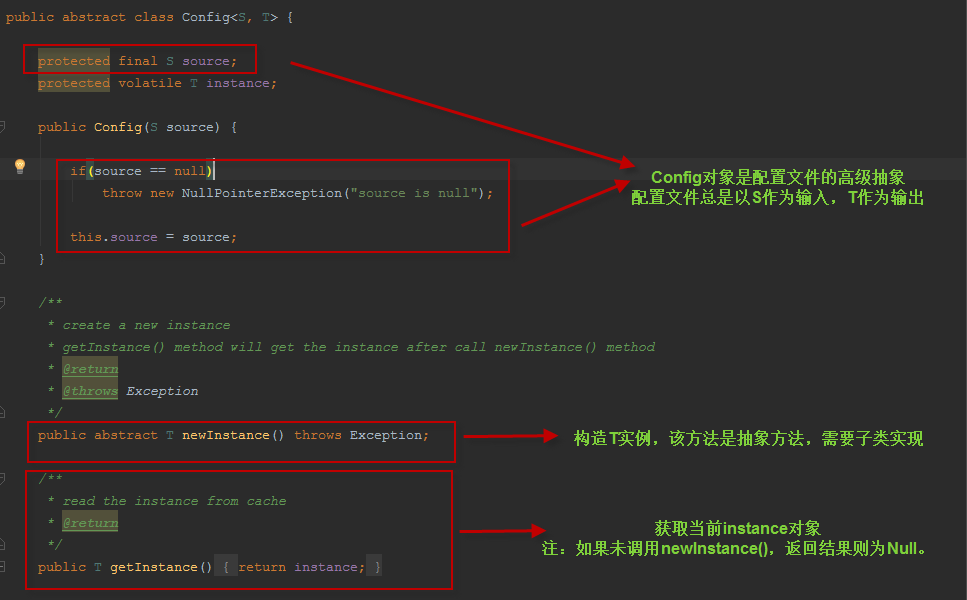 public abstract class Config<S, T> {
protected final S source;
protected volatile T instance;
public Config(S source) {
if(source == null)
throw new NullPointerException("source is null");
this.source = source;
}
Config对象是配置文件的高级抽象
配置文件总是以S作为输入，T作为输出
/**
* create a new instance
* getInstance() method will get the instance after call newInstance() method
* @return
* @throws Exception
*/
public abstract T newInstance() throws Exception;
构造T实例，该方法是抽象方法，需要子类实现
/**
* read the instance from cache
* @return
*/
public T getInstance() { return instance; }
获取当前instance对象
注：如果未调用newInstance()，返回结果则为Null。